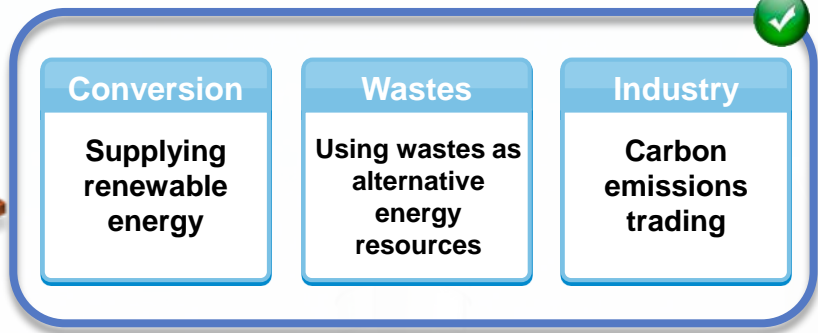 Conversion
Supplying
renewable
energy
Wastes
Using wastes as
alternative
energy
resources
Industry
Carbon
emissions
trading